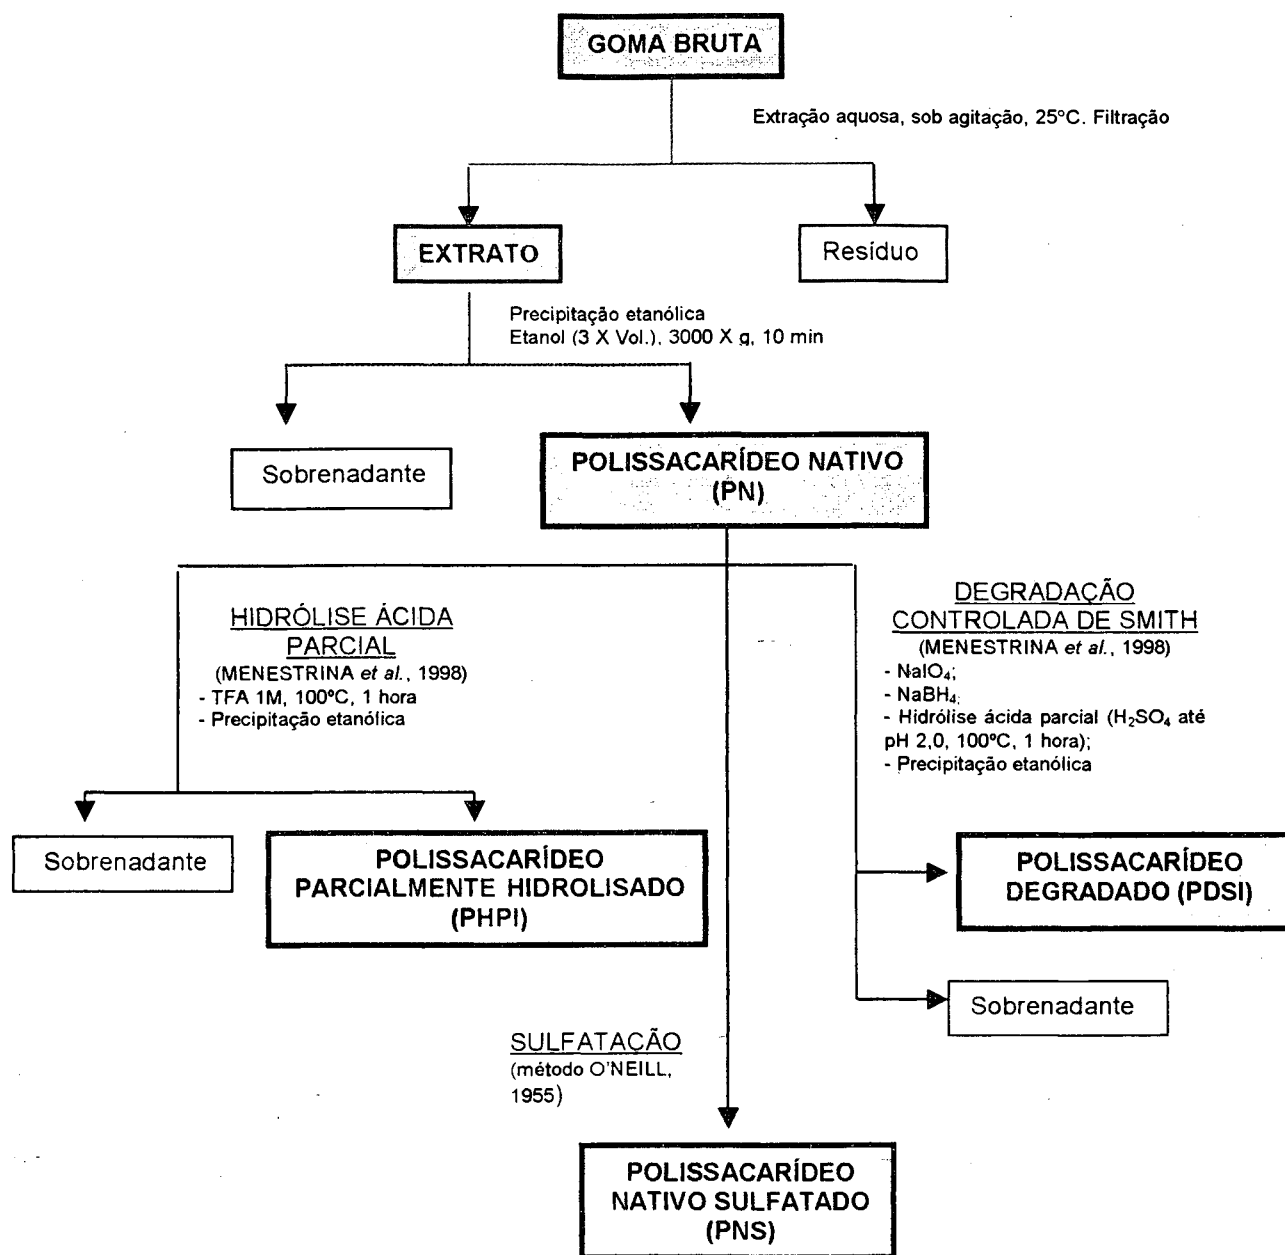 GOMA BRUTA
Extração aquosa, sob agitação, 25°C. Filtração
EXTRATO
Resíduo
Precipitação etanólica
Etanol (3 X Vol.), 3000 X g, 10 min
Sobrenadante
POLISSACARÍDEO NATIVO
(PN)
HIDRÓLISE ÁCIDA
PARCIAL
(MENESTRINA et al., 1998)
- TFA 1M, 100ºC, 1 hora
- Precipitação etanólica
DEGRADAÇÃO
CONTROLADA DE SMITH
(MENESTRINA et al., 1998)
- NaIO₄;
- NaBH₄;
- Hidrólise ácida parcial (H₂SO₄ até
pH 2,0, 100ºC, 1 hora);
- Precipitação etanólica
Sobrenadante
POLISSACARÍDEO
PARCIALMENTE HIDROLISADO
(PHPI)
POLISSACARÍDEO
DEGRADADO (PDSI)
Sobrenadante
SULFATAÇÃO
(método O'NEILL,
1955)
POLISSACARÍDEO
NATIVO SULFATADO
(PNS)